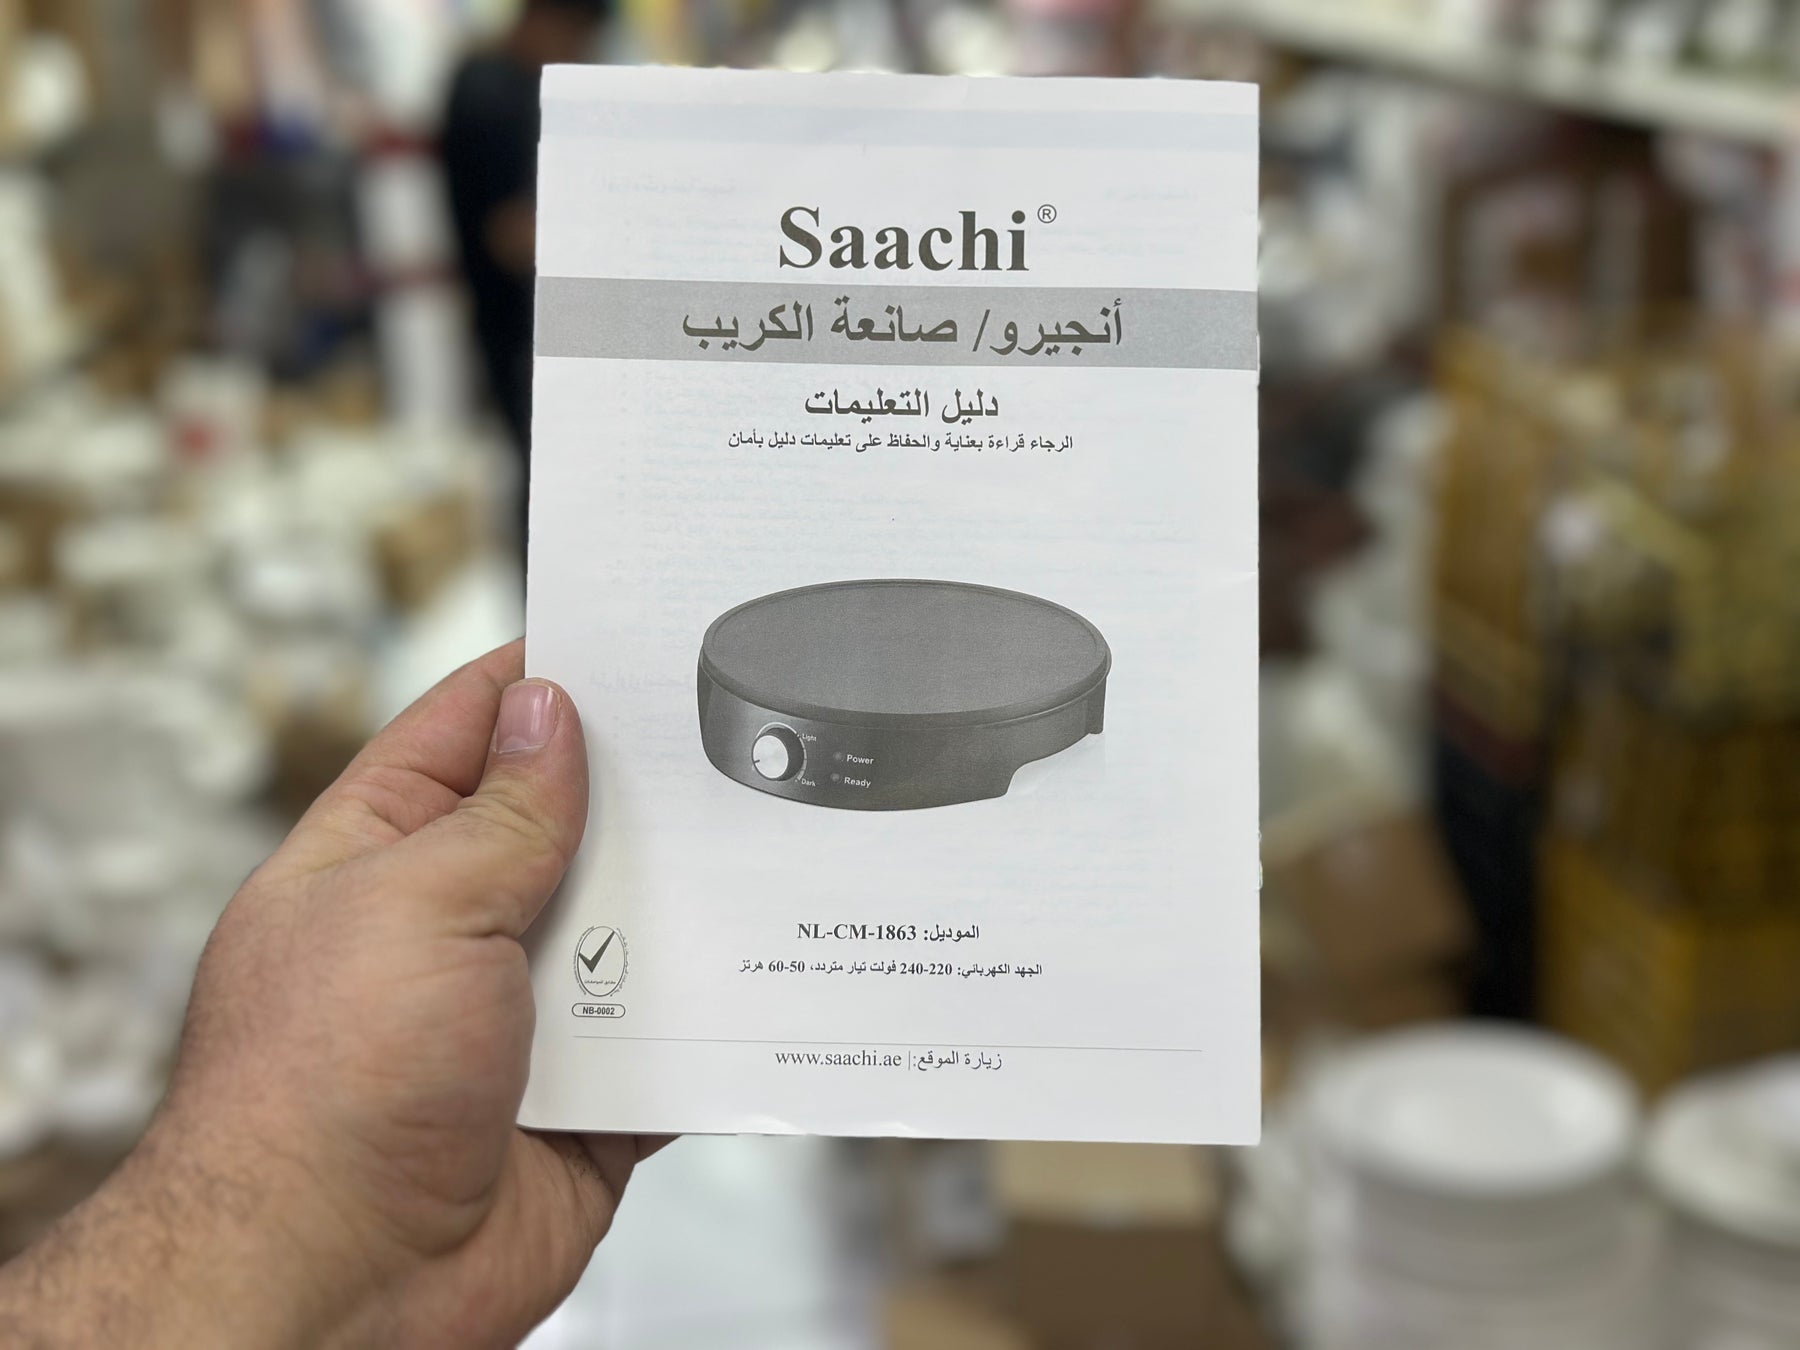 Saachi®
أنجيرو/ صانعة الكريب
دليل التعليمات
الرجاء قراءة بعناية والحفاظ على تعليمات دليل بأمان
Light
Dark
Power
Ready
الموديل: NL-CM-1863
الجهد الكهربائي: 220-240 فولت تيار متردد، 50-60 هرتز
NB-0002
زيارة الموقع:| www.saachi.ae